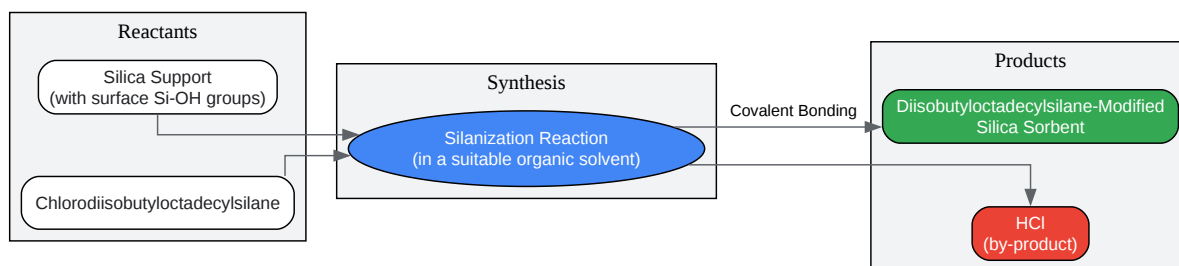 Reactants
Silica Support
(with surface Si-OH groups)
Chlorodiisobutyloctadecylsilane
Synthesis
Silanization Reaction
(in a suitable organic solvent)
Covalent Bonding
Products
Diisobutyloctadecylsilane-Modified
Silica Sorbent
HCl
(by-product)